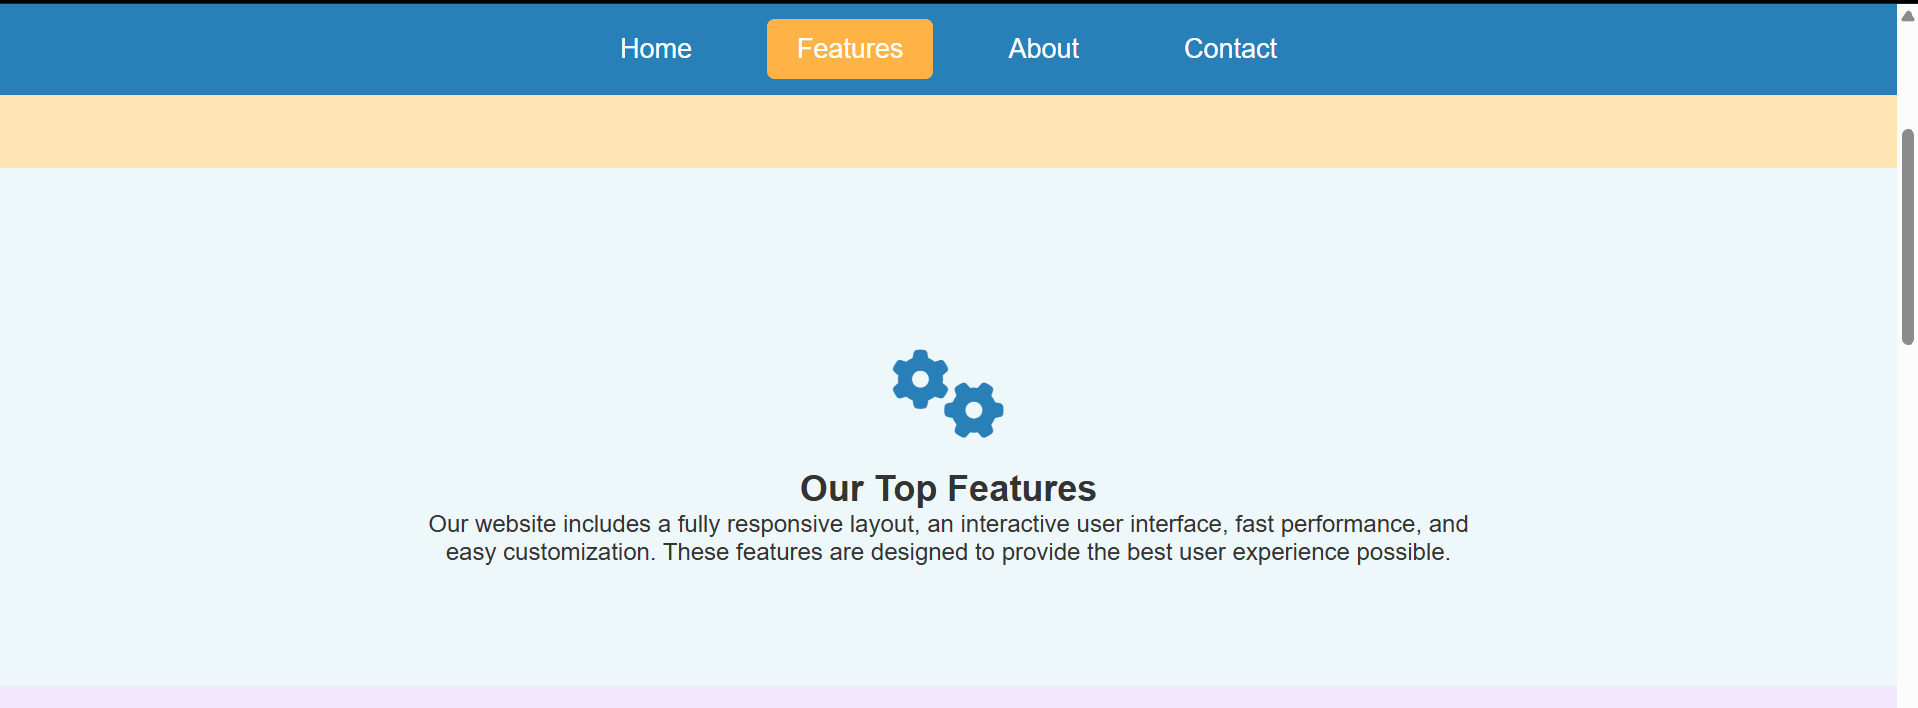 Home Features About Contact
Our Top Features
Our website includes a fully responsive layout, an interactive user interface, fast performance, and
easy customization. These features are designed to provide the best user experience possible.